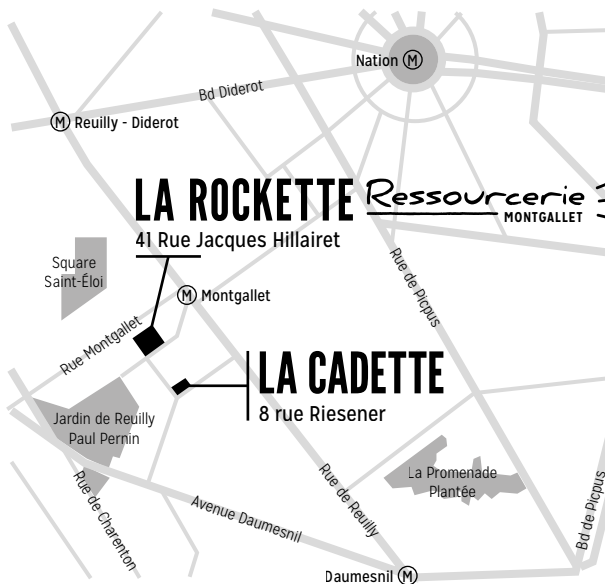 Nation M
Bd Diderot
M Reuilly - Diderot
LA ROCKETTE Ressourcerie
MONTGALLET
41 Rue Jacques Hillairet
Square
Saint-Éloi
Rue de Picpus
M Montgallet
Rue Montgallet
LA CADETTE
8 rue Riesener
Jardin de Reuilly
Paul Pernin
La Promenade
Plantée
Rue de Charenton
Avenue Daumesnil
Rue de Reuilly
Bd de Picpus
Daumesnil M